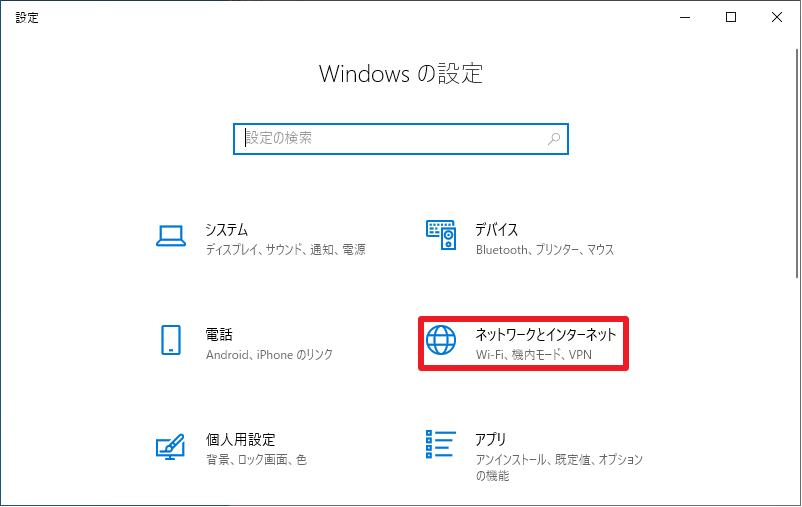 設定
Windows の設定
設定の検索
システム
ディスプレイ、サウンド、通知、電源
デバイス
Bluetooth、プリンター、マウス
電話
Android、iPhone のリンク
ネットワークとインターネット
Wi-Fi、機内モード、VPN
個人用設定
背景、ロック画面、色
アプリ
アンインストール、既定値、オプション
の機能